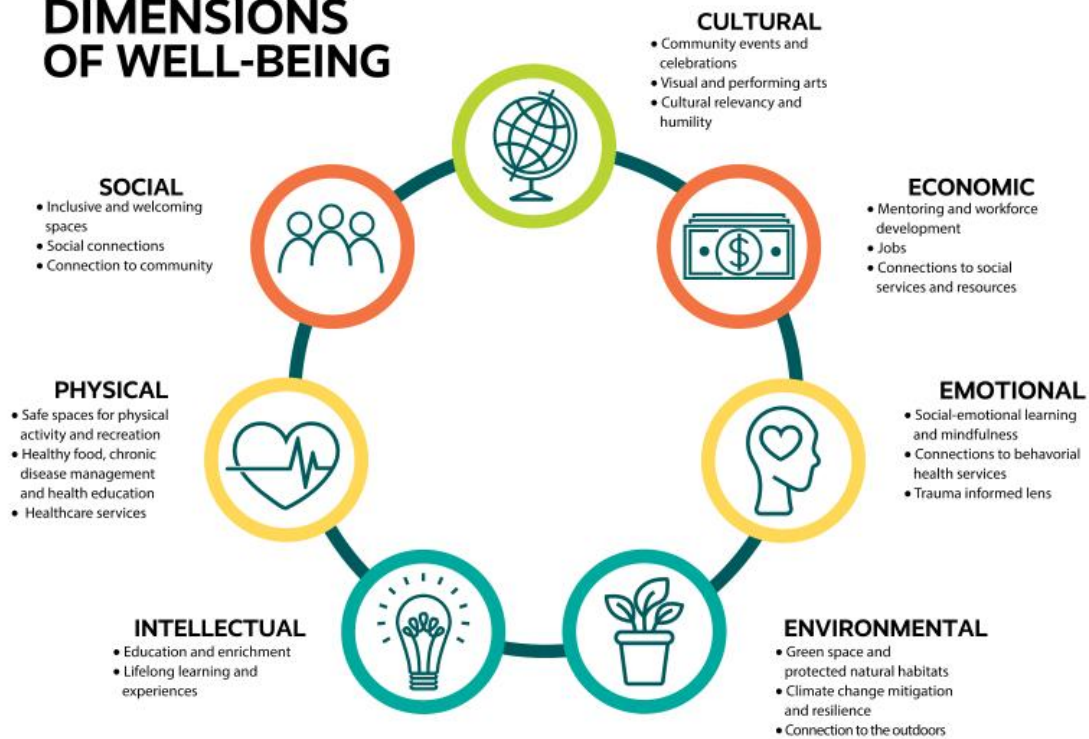 DIMENSIONS
OF WELL-BEING
CULTURAL
• Community events and
celebrations
• Visual and performing arts
• Cultural relevancy and
humility
ECONOMIC
• Mentoring and workforce
development
• Jobs
• Connections to social
services and resources
$
EMOTIONAL
• Social-emotional learning
and mindfulness
• Connections to behavorial
health services
• Trauma informed lens
ENVIRONMENTAL
• Green space and
protected natural habitats
• Climate change mitigation
and resilience
• Connection to the outdoors
INTELLECTUAL
• Education and enrichment
• Lifelong learning and
experiences
PHYSICAL
• Safe spaces for physical
activity and recreation
• Healthy food, chronic
disease management
and health education
• Healthcare services
SOCIAL
• Inclusive and welcoming
spaces
• Social connections
• Connection to community